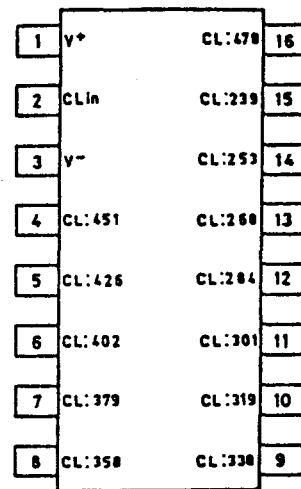 1 V+ CL:478 16
2 CLin CL:239 15
3 V- CL:253 14
4 CL:451 CL:268 13
5 CL:426 CL:284 12
6 CL:402 CL:301 11
7 CL:379 CL:319 10
8 CL:358 CL:338 9